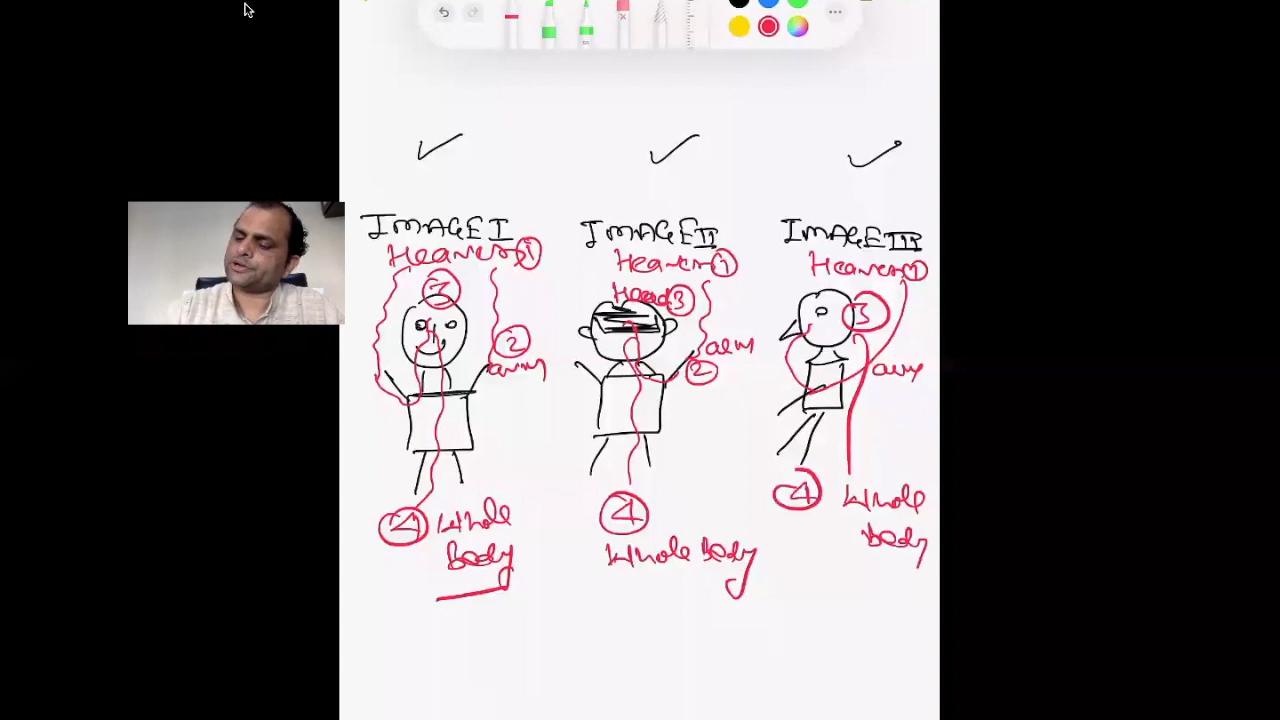 IMAGE I
Heavens 1
3
2
arm
4 Whole
Body
IMAGE II
Heaven 1
Head 3
arm
2
4
Whole Body
IMAGE III
Heaven 1
3
arm
4 Whole
body